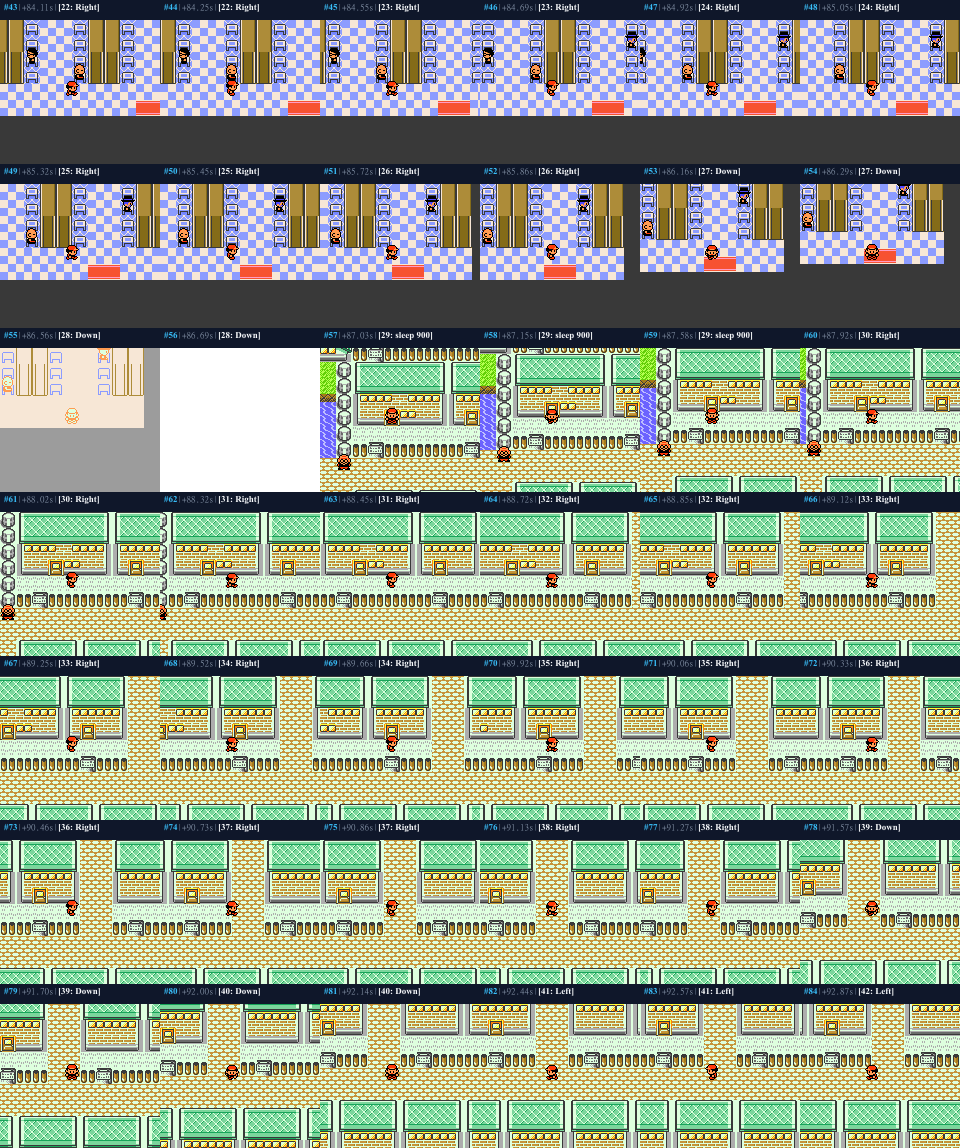 #43|+84.11s|[22: Right]
#44|+84.25s|[22: Right]
#45|+84.55s|[23: Right]
#46|+84.69s|[23: Right]
#47|+84.92s|[24: Right]
#48|+85.05s|[24: Right]
#49|+85.32s|[25: Right]
#50|+85.45s|[25: Right]
#51|+85.72s|[26: Right]
#52|+85.86s|[26: Right]
#53|+86.16s|[27: Down]
#54|+86.29s|[27: Down]
#55|+86.56s|[28: Down]
#56|+86.69s|[28: Down]
#57|+87.03s|[29: sleep 900]
#58|+87.15s|[29: sleep 900]
#59|+87.58s|[29: sleep 900]
#60|+87.92s|[30: Right]
#61|+88.02s|[30: Right]
#62|+88.32s|[31: Right]
#63|+88.45s|[31: Right]
#64|+88.72s|[32: Right]
#65|+88.85s|[32: Right]
#66|+89.12s|[33: Right]
#67|+89.25s|[33: Right]
#68|+89.52s|[34: Right]
#69|+89.66s|[34: Right]
#70|+89.92s|[35: Right]
#71|+90.06s|[35: Right]
#72|+90.33s|[36: Right]
#73|+90.46s|[36: Right]
#74|+90.73s|[37: Right]
#75|+90.86s|[37: Right]
#76|+91.13s|[38: Right]
#77|+91.27s|[38: Right]
#78|+91.57s|[39: Down]
#79|+91.70s|[39: Down]
#80|+92.00s|[40: Down]
#81|+92.14s|[40: Down]
#82|+92.44s|[41: Left]
#83|+92.57s|[41: Left]
#84|+92.87s|[42: Left]